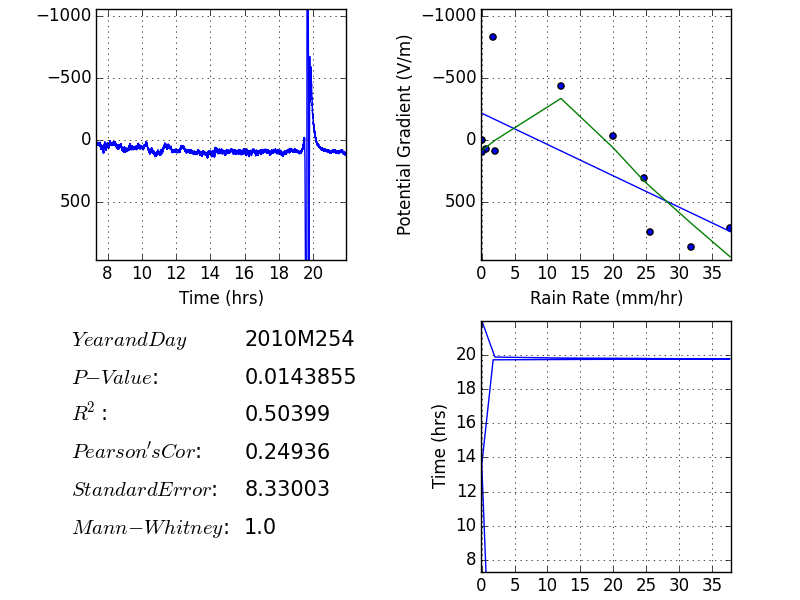 −1000
−500
0
500
8 10 12 14 16 18 20
Time (hrs)
Potential Gradient (V/m)
−1000
−500
0
500
0 5 10 15 20 25 30 35
Rain Rate (mm/hr)
YearandDay 2010M254
P−Value: 0.0143855
R² : 0.50399
Pearson'sCor: 0.24936
StandardError: 8.33003
Mann−Whitney: 1.0
Time (hrs)
20
18
16
14
12
10
8
0 5 10 15 20 25 30 35